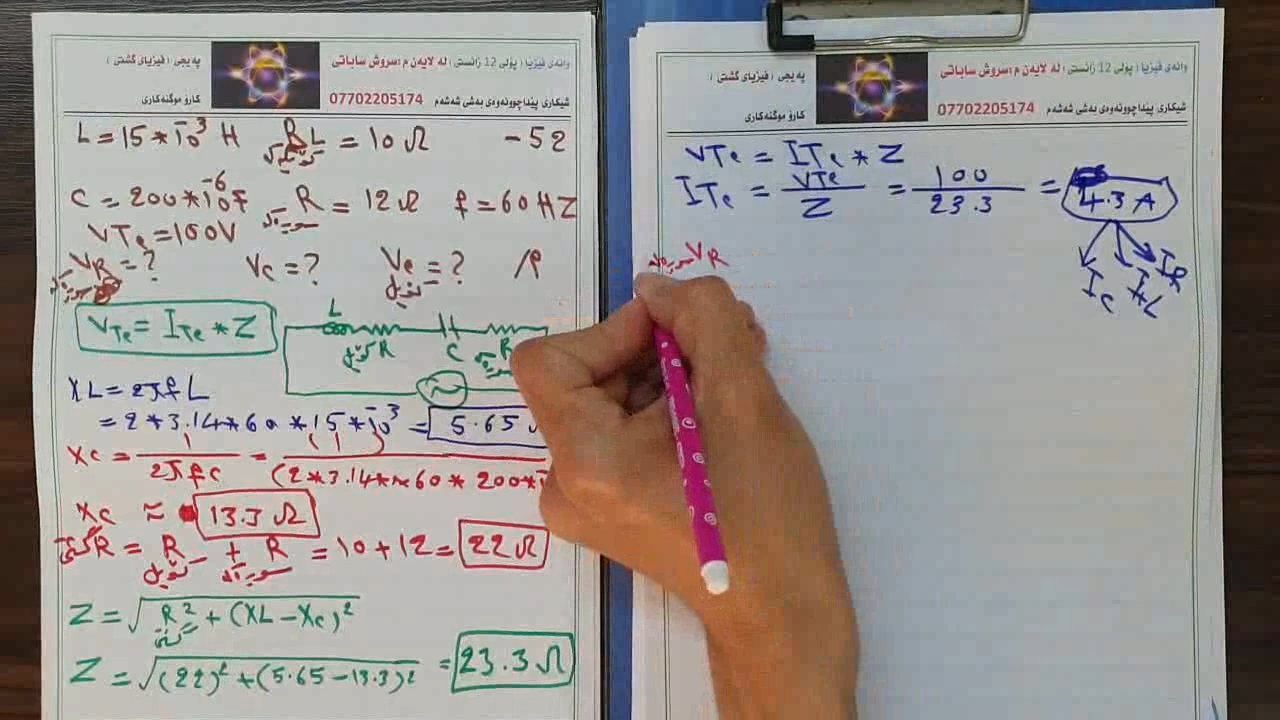 وانەی فیزیا ( پۆلی 12 زانستی ) لە لایەن م :سروش ساباتی
پەیجی ( فیزیای گشتی )
شیکاری پێداچوونەوەی بەشی شەشەم 07702205174
کارۆ موگنەکاری
L = 15 * 10^-3 H R L = 10 Ω - 52
C = 200 * 10^-6 F R = 12 Ω f = 60 HZ
VTe = 100V
VR = ? Vc = ? Ve = ?
VTe = ITe * Z
L R C R
XL = 2πfL
= 2 * 3.14 * 60 * 15 * 10^-3 = 5.65
Xc = 1 / 2πfc = ( 1 ) / (2 * 3.14 * 60 * 200 *
Xc ≈ 13.3 Ω
R = R + R = 10 + 12 = 22 Ω
Z = √R² + (XL - Xc)²
Z = √(22)² + (5.65 - 13.3)² = 23.3 Ω
وانەی فیزیا ( پۆلی 12 زانستی ) لە لایەن م :سروش ساباتی
پەیجی ( فیزیای گشتی )
شیکاری پێداچوونەوەی بەشی شەشەم 07702205174
کارۆ موگنەکاری
VTe = ITe * Z
ITe = VTe / Z = 100 / 23.3 = 4.3 A
Ic IXL IR
VR